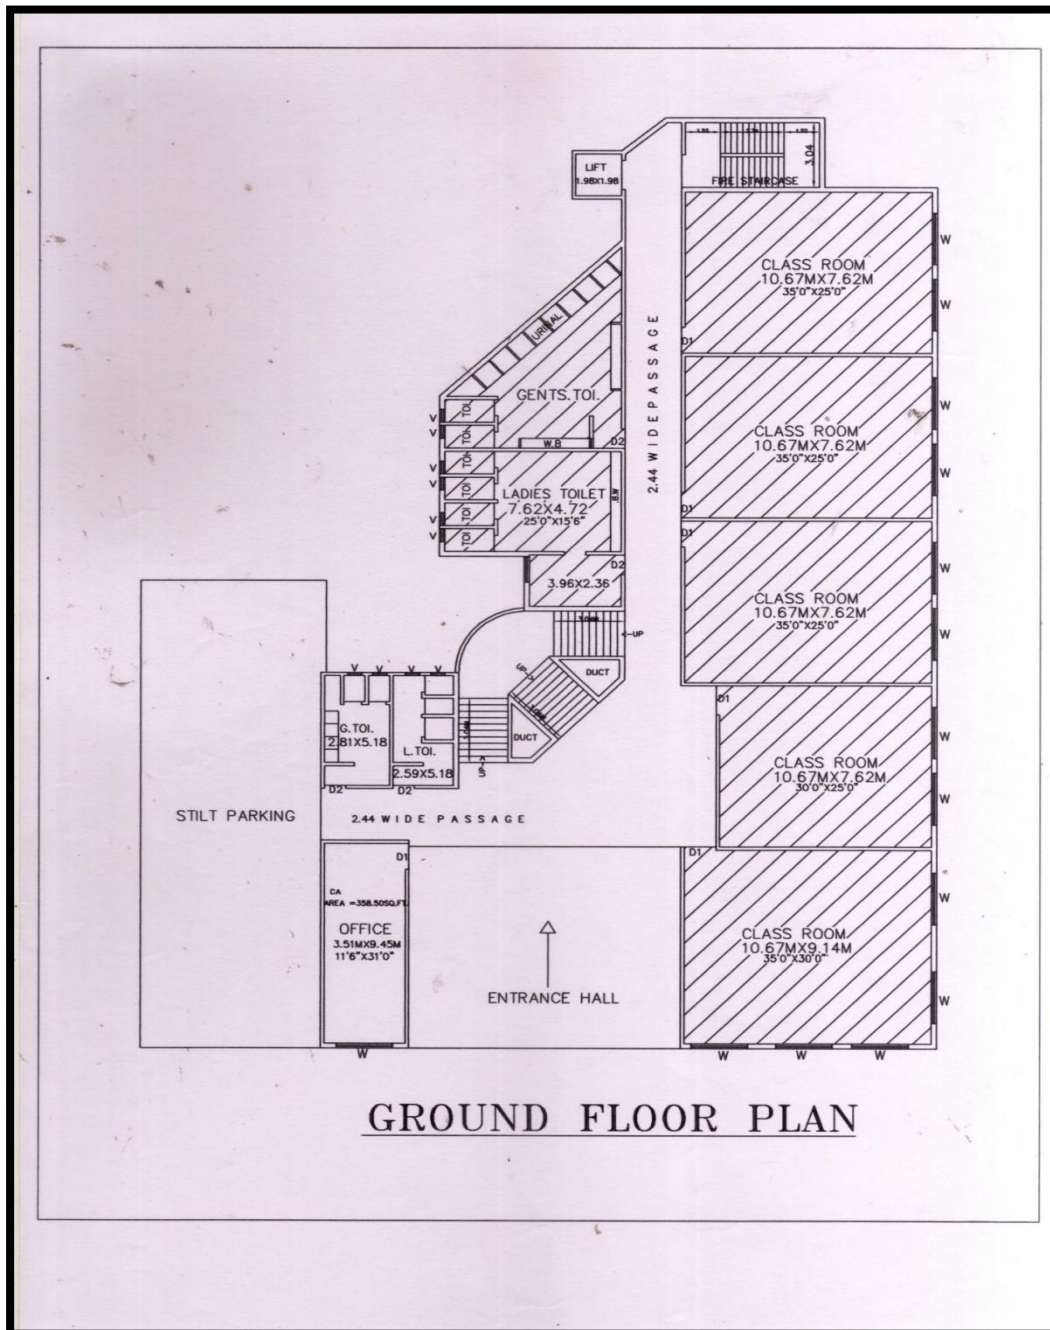 LIFT
1.98X1.98
3.04
FIRE STAIRCASE
CLASS ROOM
10.67MX7.62M
35'0"X25'0"
W
W
URINAL
2.44 WIDE PASSAGE
D1
GENTS.TOI.
TOI
TOI
V
V
W.B
D2
CLASS ROOM
10.67MX7.62M
35'0"X25'0"
W
W
D1
LADIES TOILET
7.62X4.72
25'0"X15'6"
W.B
TOI
TOI
TOI
TOI
V
V
V
V
D2
3.96X2.36
D1
CLASS ROOM
10.67MX7.62M
35'0"X25'0"
W
W
UP
UP
UP
DUCT
DUCT
V
V
V
V
G.TOI.
2.81X5.18
L.TOI.
2.59X5.18
D2
D2
D1
CLASS ROOM
10.67MX7.62M
30'0"X25'0"
W
W
STILT PARKING
2.44 WIDE PASSAGE
D1
D1
CA
AREA =358.50SQ.FT.
OFFICE
3.51MX9.45M
11'6"X31'0"
W
ENTRANCE HALL
CLASS ROOM
10.67MX9.14M
35'0"X30'0"
W
W
W
W
W
GROUND FLOOR PLAN